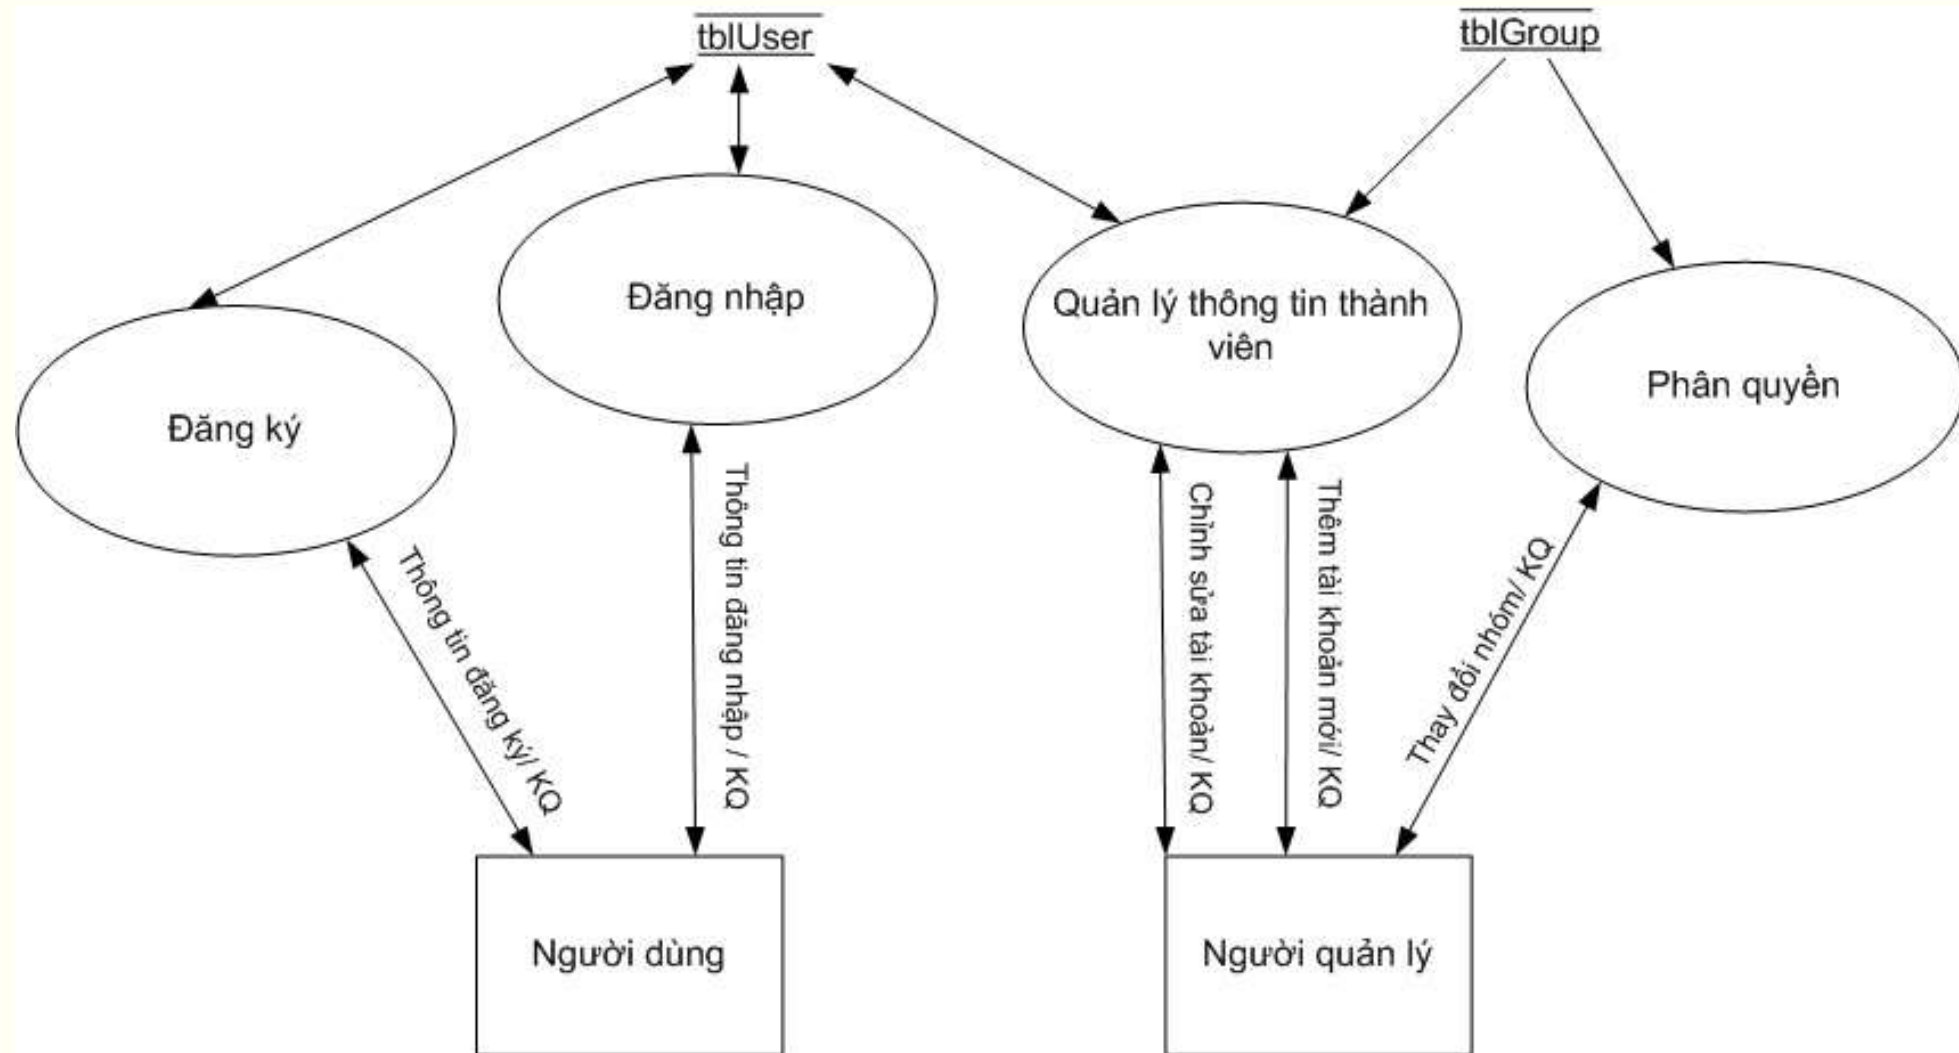 tblUser
tblGroup
Đăng nhập
Quản lý thông tin thành
viên
Phân quyền
Đăng ký
Thông tin đăng ký/ KQ
Thông tin đăng nhập / KQ
Chỉnh sửa tài khoản/ KQ
Thêm tài khoản mới/ KQ
Thay đổi nhóm/ KQ
Người dùng
Người quản lý